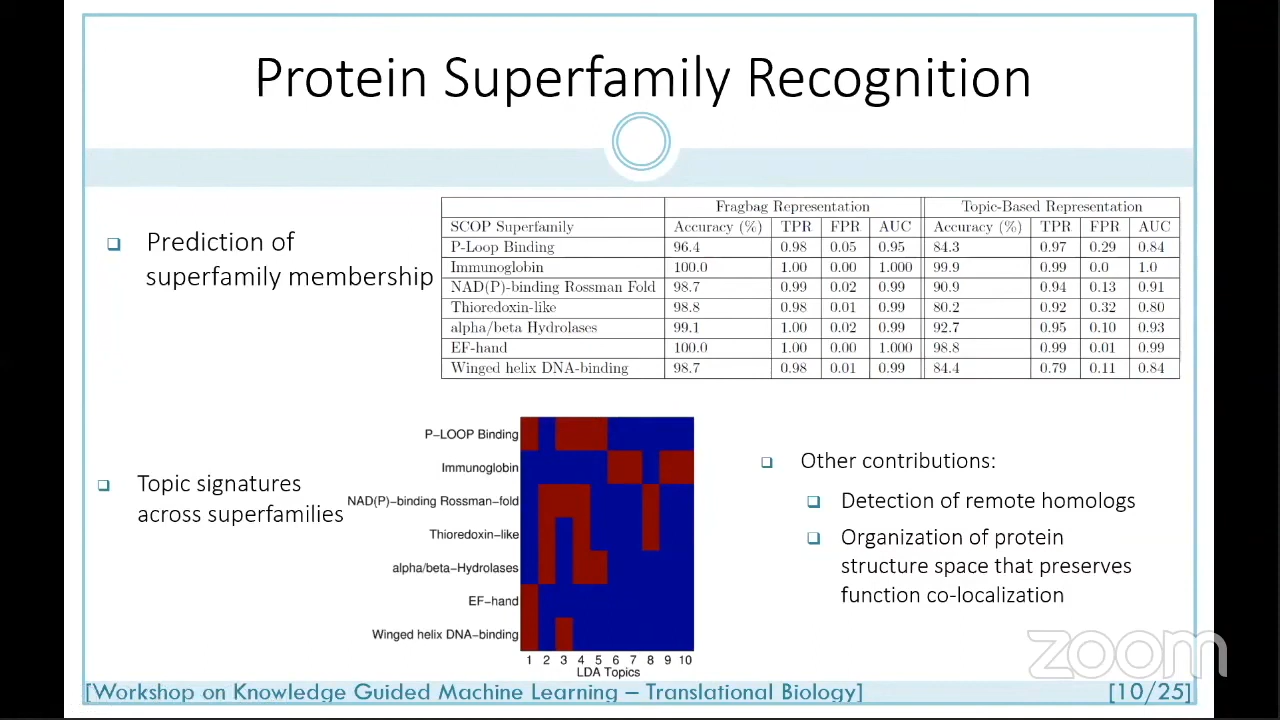 Protein Superfamily Recognition
Prediction of
superfamily membership
Fragbag Representation Topic-Based Representation
SCOP Superfamily Accuracy (%) TPR FPR AUC Accuracy (%) TPR FPR AUC
P-Loop Binding 96.4 0.98 0.05 0.95 84.3 0.97 0.29 0.84
Immunoglobin 100.0 1.00 0.00 1.000 99.9 0.99 0.0 1.0
NAD(P)-binding Rossman Fold 98.7 0.99 0.02 0.99 90.9 0.94 0.13 0.91
Thioredoxin-like 98.8 0.98 0.01 0.99 80.2 0.92 0.32 0.80
alpha/beta Hydrolases 99.1 1.00 0.02 0.99 92.7 0.95 0.10 0.93
EF-hand 100.0 1.00 0.00 1.000 98.8 0.99 0.01 0.99
Winged helix DNA-binding 98.7 0.98 0.01 0.99 84.4 0.79 0.11 0.84
Topic signatures
across superfamilies
P-LOOP Binding
Immunoglobin
NAD(P)-binding Rossman-fold
Thioredoxin-like
alpha/beta-Hydrolases
EF-hand
Winged helix DNA-binding
1 2 3 4 5 6 7 8 9 10
LDA Topics
Other contributions:
Detection of remote homologs
Organization of protein
structure space that preserves
function co-localization
zoom
[Workshop on Knowledge Guided Machine Learning – Translational Biology] [10/25]